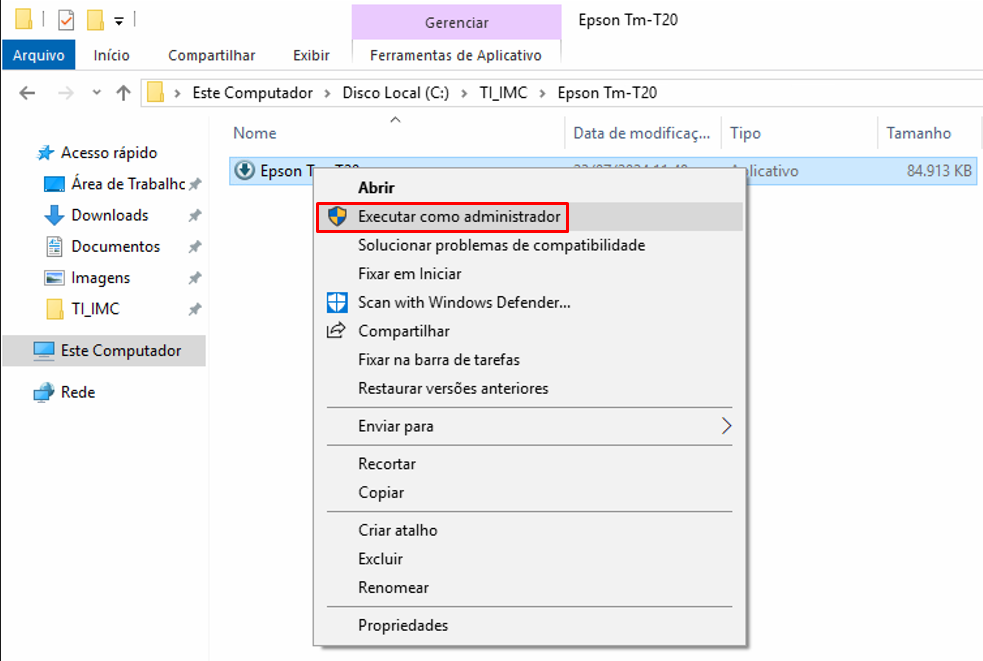 Gerenciar
Epson Tm-T20
Arquivo
Início
Compartilhar
Exibir
Ferramentas de Aplicativo
Este Computador
Disco Local (C:)
TI_IMC
Epson Tm-T20
Nome
Data de modificaç...
Tipo
Tamanho
Acesso rápido
Área de Trabalhc
Downloads
Documentos
Imagens
TI_IMC
Este Computador
Rede
Epson
84.913 KB
Abrir
Executar como administrador
Solucionar problemas de compatibilidade
Fixar em Iniciar
Scan with Windows Defender...
Compartilhar
Fixar na barra de tarefas
Restaurar versões anteriores
Enviar para
Recortar
Copiar
Criar atalho
Excluir
Renomear
Propriedades